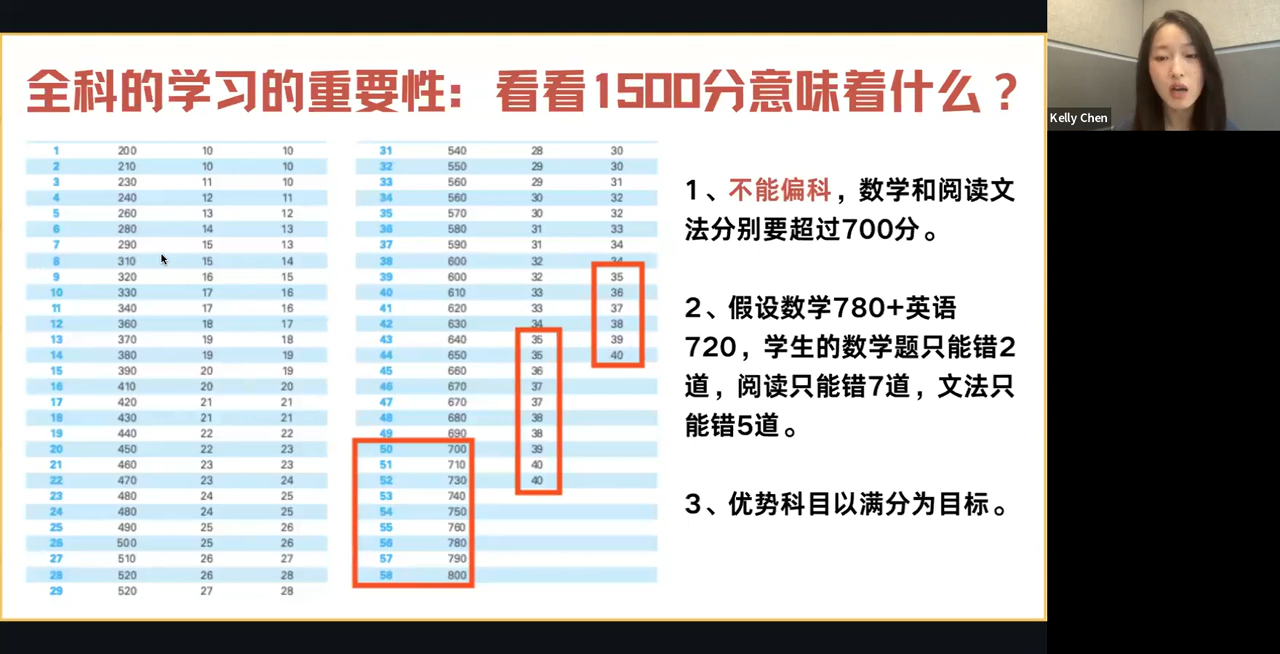 全科的学习的重要性：看看1500分意味着什么？
Kelly Chen
1 200 10 10
2 210 10 10
3 230 11 10
4 240 12 11
5 260 13 12
6 280 14 13
7 290 15 13
8 310 15 14
9 320 16 15
10 330 17 16
11 340 17 16
12 360 18 17
13 370 19 18
14 380 19 19
15 390 20 19
16 410 20 20
17 420 21 21
18 430 21 21
19 440 22 22
20 450 22 23
21 460 23 23
22 470 23 24
23 480 24 25
24 480 24 25
25 490 25 26
26 500 25 26
27 510 26 27
28 520 26 28
29 520 27 28
31 540 28 30
32 550 29 30
33 560 29 31
34 560 30 32
35 570 30 32
36 580 31 33
37 590 31 34
38 600 32 34
39 600 32 35
40 610 33 36
41 620 33 37
42 630 34 38
43 640 35 39
44 650 35 40
45 660 36
46 670 37
47 670 37
48 680 38
49 690 38
50 700 39
51 710 40
52 730 40
53 740
54 750
55 760
56 780
57 790
58 800
1、不能偏科，数学和阅读文
法分别要超过700分。
2、假设数学780+英语
720，学生的数学题只能错2
道，阅读只能错7道，文法只
能错5道。
3、优势科目以满分为目标。